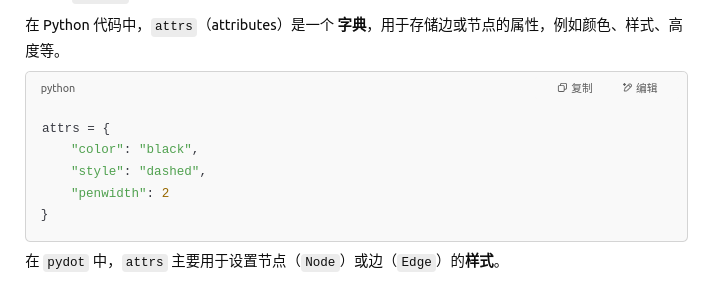 在 Python 代码中，attrs（attributes）是一个 字典，用于存储边或节点的属性，例如颜色、样式、高
度等。
python 复制 编辑
attrs = {
    "color": "black",
    "style": "dashed",
    "penwidth": 2
}
在 pydot 中，attrs 主要用于设置节点（Node）或边（Edge）的样式。